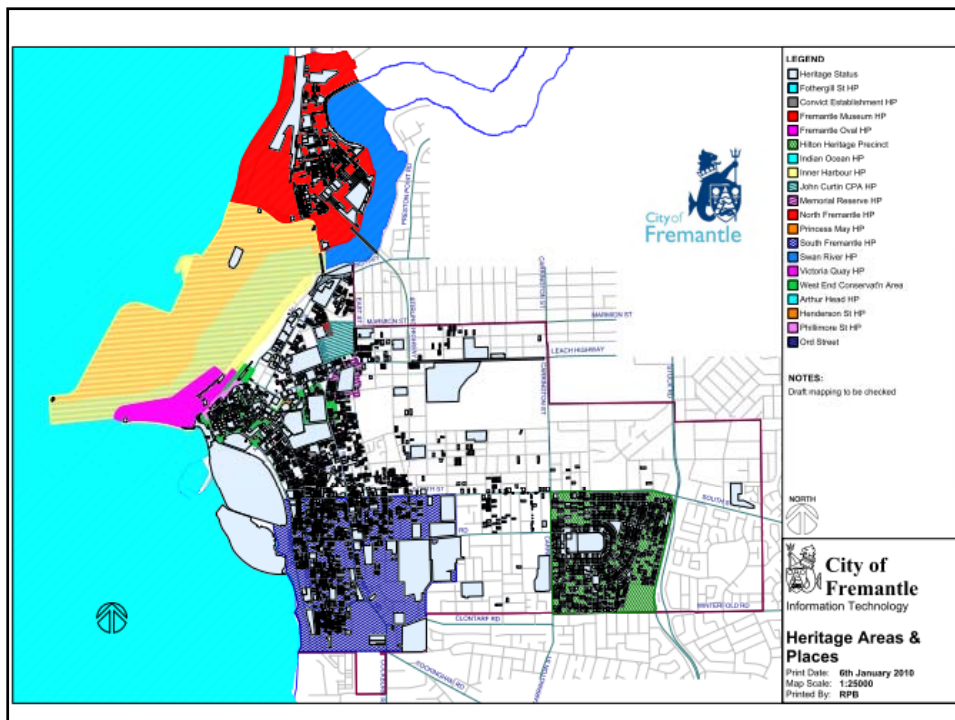 LEGEND
Heritage Status
Fothergill St HP
Convict Establishment HP
Fremantle Museum HP
Fremantle Oval HP
Hilton Heritage Precinct
Indian Ocean HP
Inner Harbour HP
John Curtin CPA HP
Memorial Reserve HP
North Fremantle HP
Princess May HP
South Fremantle HP
Swan River HP
Victoria Quay HP
West End Conservat'n Area
Arthur Head HP
Henderson St HP
Phillimore St HP
Ord Street
NOTES:
Draft mapping to be checked
NORTH
City of
Fremantle
Information Technology
Heritage Areas &
Places
Print Date: 6th January 2010
Map Scale: 1:25000
Printed By: RPB
City of
Fremantle
PRESTON POINT RD
CARRINGTON ST
EAST ST
MARMION ST
MARMION ST
LEACH HIGHWAY
CARRINGTON ST
RD
WINTERFOLD RD
CLONTARF RD